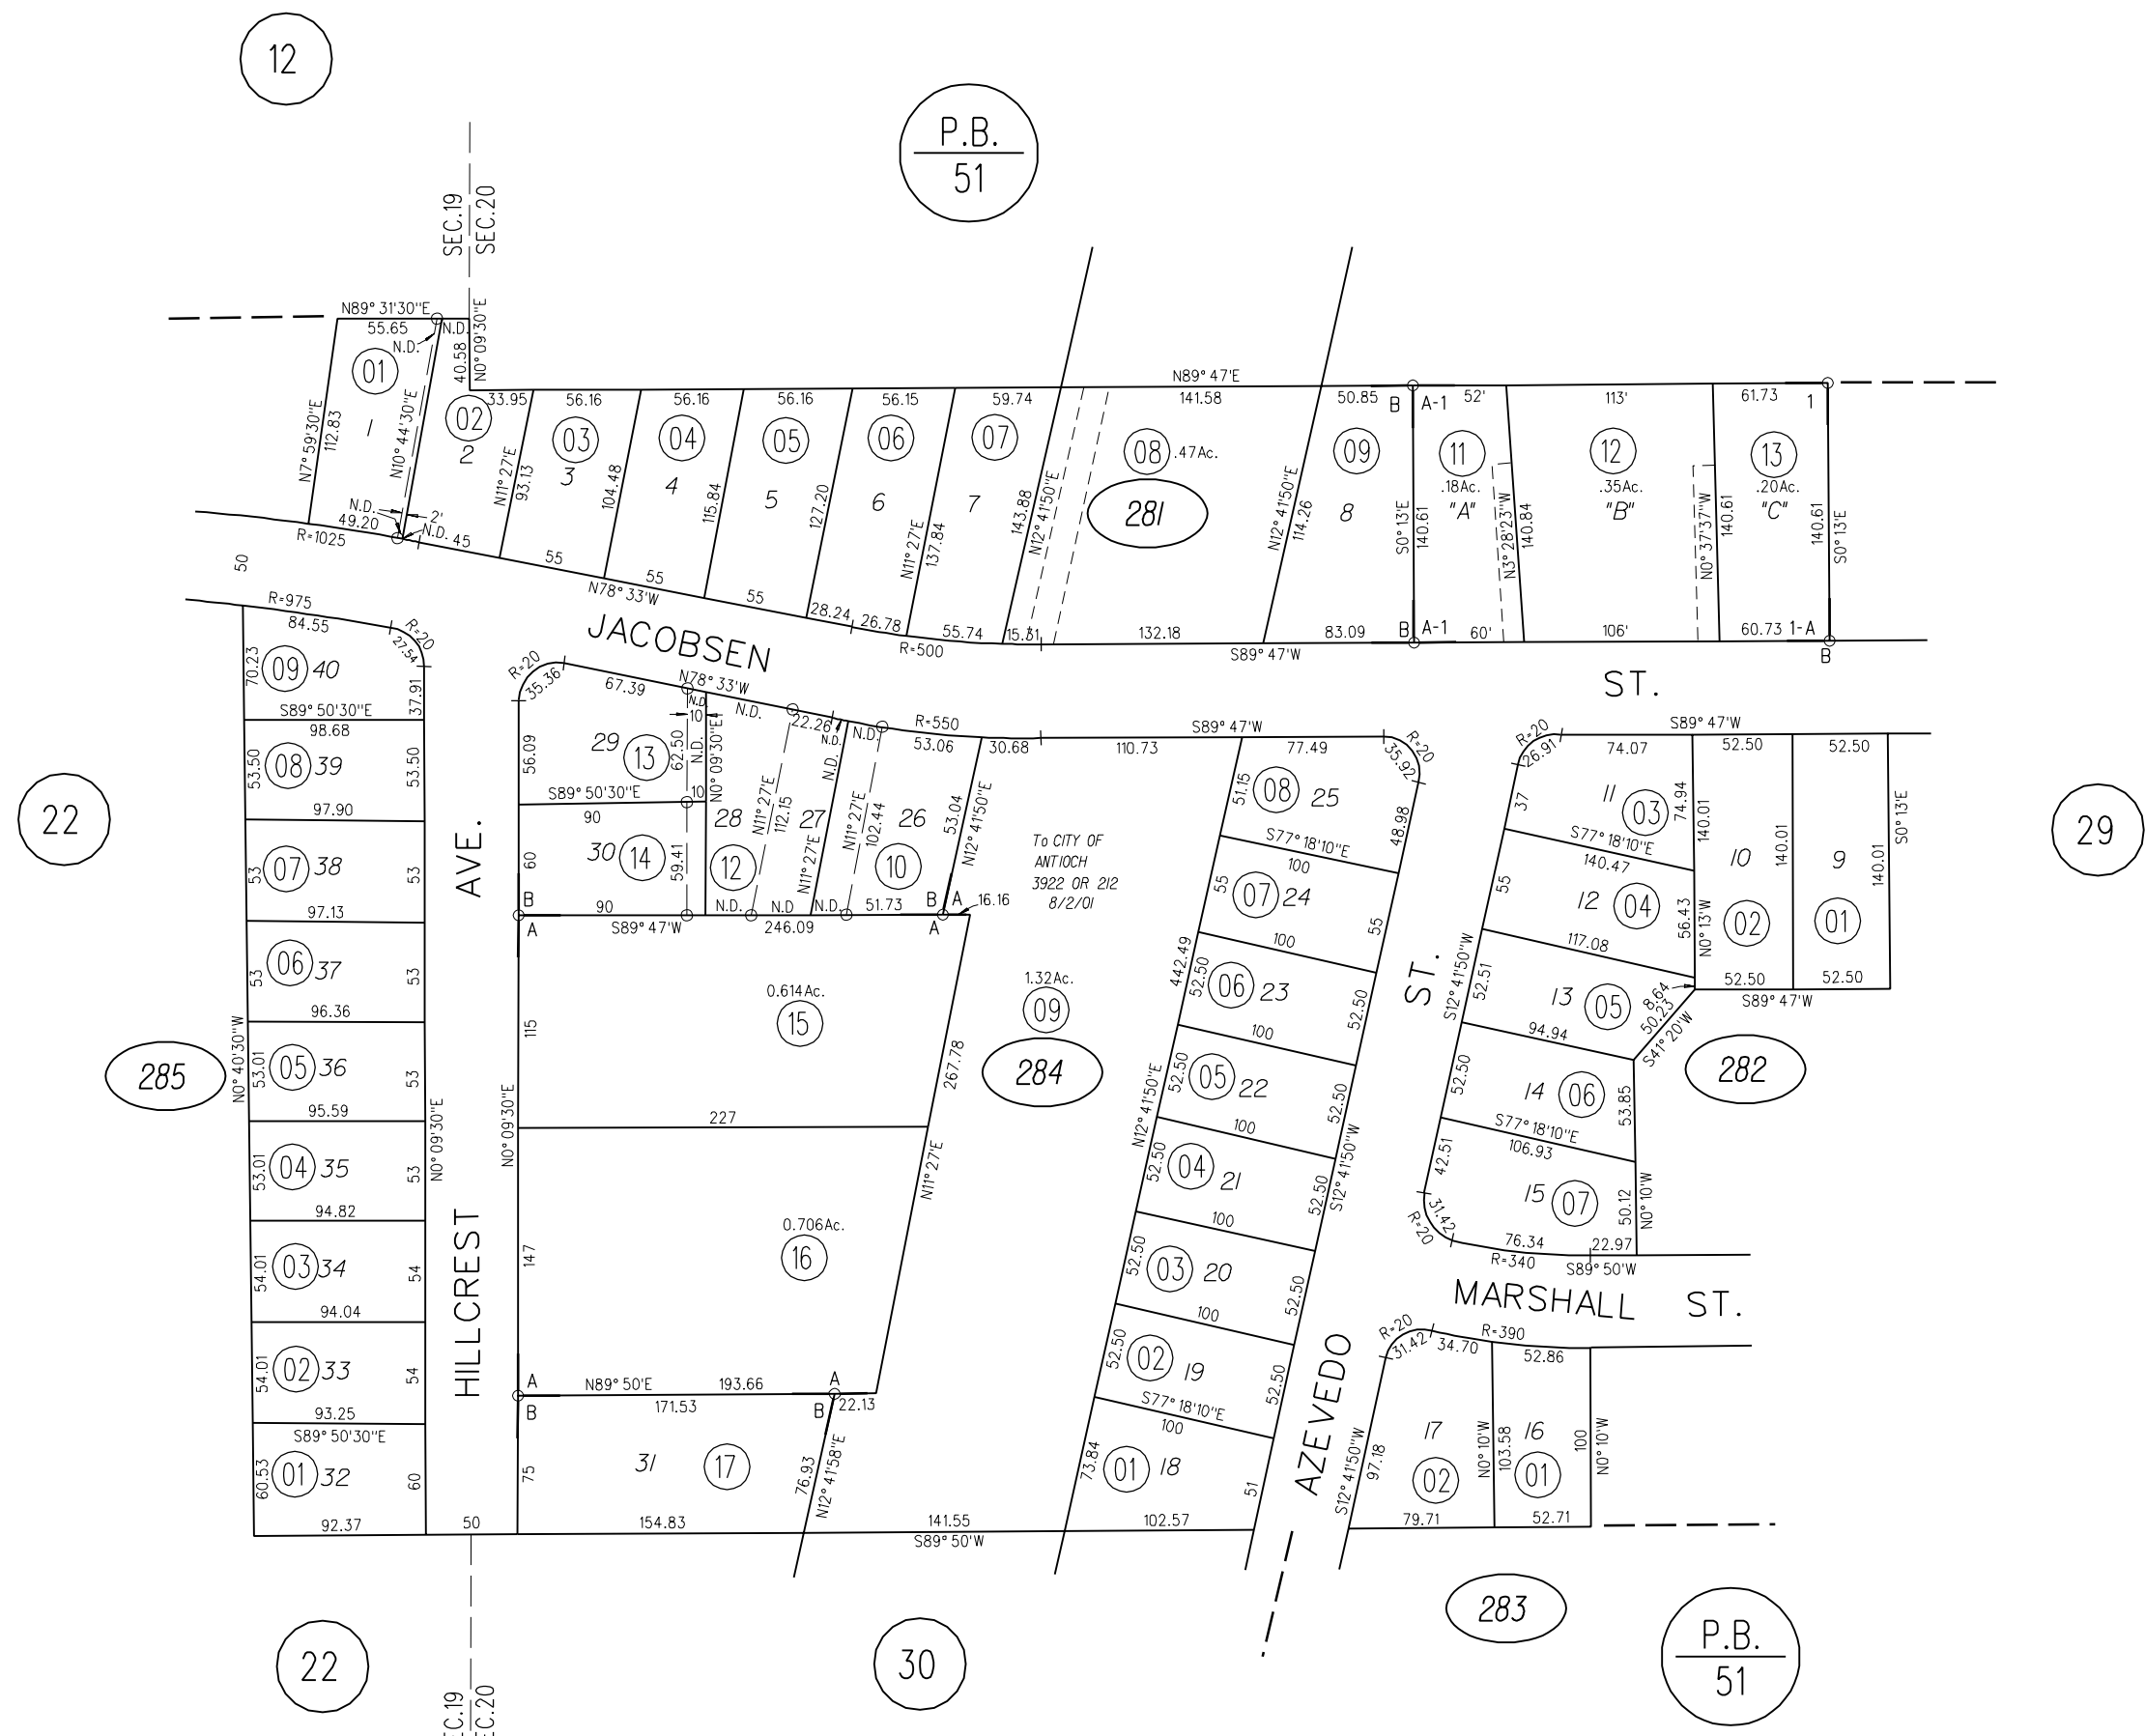 12
P.B.
51
SEC.19
SEC.20
N89° 31'30"E
55.65
N.D.
N.D.
01
1
N7° 59'30"E
112.83
N10° 44'30"E
40.58
N0° 09'30"E
02
2
N.D.
49.20
R=1025
2'
N.D.
45
33.95
N11° 27'E
93.13
56.16
03
3
104.48
55
56.16
04
4
115.84
55
N78° 33'W
56.16
05
5
127.20
55
56.15
06
6
N11° 27'E
137.84
28.24
26.78
59.74
07
7
143.88
N12° 41'50"E
55.74
R=500
15.31
N89° 47'E
141.58
08
.47Ac.
281
132.18
S89° 47'W
N12° 41'50"E
114.26
50.85
09
8
83.09
B
A-1
S0° 13'E
140.61
B
A-1
52'
11
.18Ac.
"A"
60'
N3° 28'23"W
140.84
113'
12
.35Ac.
"B"
106'
N0° 37'37"W
140.61
61.73
1
13
.20Ac.
"C"
140.61
S0° 13'E
60.73
1-A
B
50
R=975
84.55
R=20
27.54
JACOBSEN
ST.
70.23
09
40
37.91
S89° 50'30"E
98.68
53.50
08
39
53.50
97.90
53
07
38
53
97.13
53
06
37
53
96.36
53.01
05
36
53
95.59
53.01
04
35
53
94.82
54.01
03
34
54
94.04
54.01
02
33
54
93.25
S89° 50'30"E
60.53
01
32
60
92.37
N0° 40'30"W
285
N0° 09'30"E
HILLCREST
AVE.
50
R=20
35.36
67.39
N78° 33'W
N.D.
10
N.D.
22.26
N.D.
N.D.
R=550
53.06
30.68
S89° 47'W
110.73
77.49
R=20
35.92
56.09
29
13
62.50
N.D.
N0° 09'30"E
S89° 50'30"E
10
90
60
30
14
59.41
B
A
90
S89° 47'W
28
12
N11° 27'E
112.15
27
N.D.
N11° 27'E
N11° 27'E
102.44
26
10
53.04
N12° 41'50"E
N.D.
N.D
N.D.
51.73
246.09
B
A
A
16.16
To CITY OF
ANTIOCH
3922 OR 212
8/2/01
1.32Ac.
09
284
0.614Ac.
15
115
N0° 09'30"E
227
267.78
N11° 27'E
0.706Ac.
16
147
A
B
N89° 50'E
193.66
171.53
A
B
22.13
31
17
75
76.93
N12° 41'58"E
154.83
141.55
S89° 50'W
102.57
51.15
08
25
48.98
S77° 18'10"E
100
55
07
24
55
100
442.49
52.50
06
23
52.50
100
52.50
05
22
52.50
100
N12° 41'50"E
52.50
04
21
52.50
S12° 41'50"W
100
52.50
03
20
52.50
100
52.50
02
19
52.50
S77° 18'10"E
100
73.84
01
18
51
AZEVEDO
ST.
R=20
26.91
S89° 47'W
74.07
52.50
52.50
37
11
03
74.94
140.01
10
140.01
9
140.01
S0° 13'E
S77° 18'10"E
140.47
55
12
04
56.43
N0° 13'W
02
01
117.08
S12° 41'50"W
52.51
13
05
8.64
50.23
S41° 20'W
52.50
52.50
S89° 47'W
94.94
52.50
14
06
53.85
282
S77° 18'10"E
106.93
42.51
15
07
50.12
N0° 10'W
31.42
R=20
76.34
22.97
R=340
S89° 50'W
MARSHALL
ST.
R=20
31.42
R=390
34.70
52.86
S12° 41'50"W
97.18
17
02
N0° 10'W
103.58
16
01
100
N0° 10'W
79.71
52.71
283
22
29
22
30
P.B.
51
SEC.20